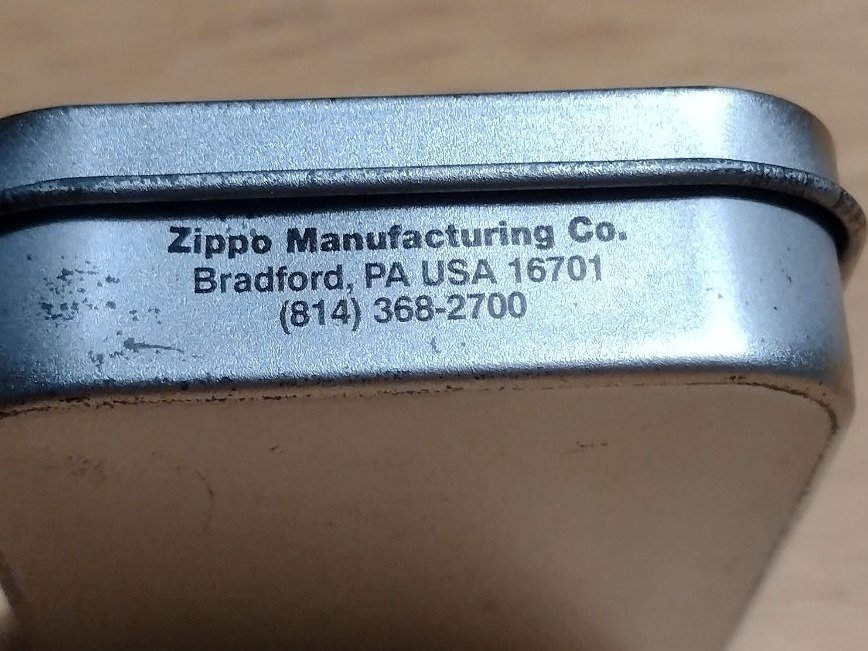 Zippo Manufacturing Co.
Bradford, PA USA 16701
(814) 368-2700